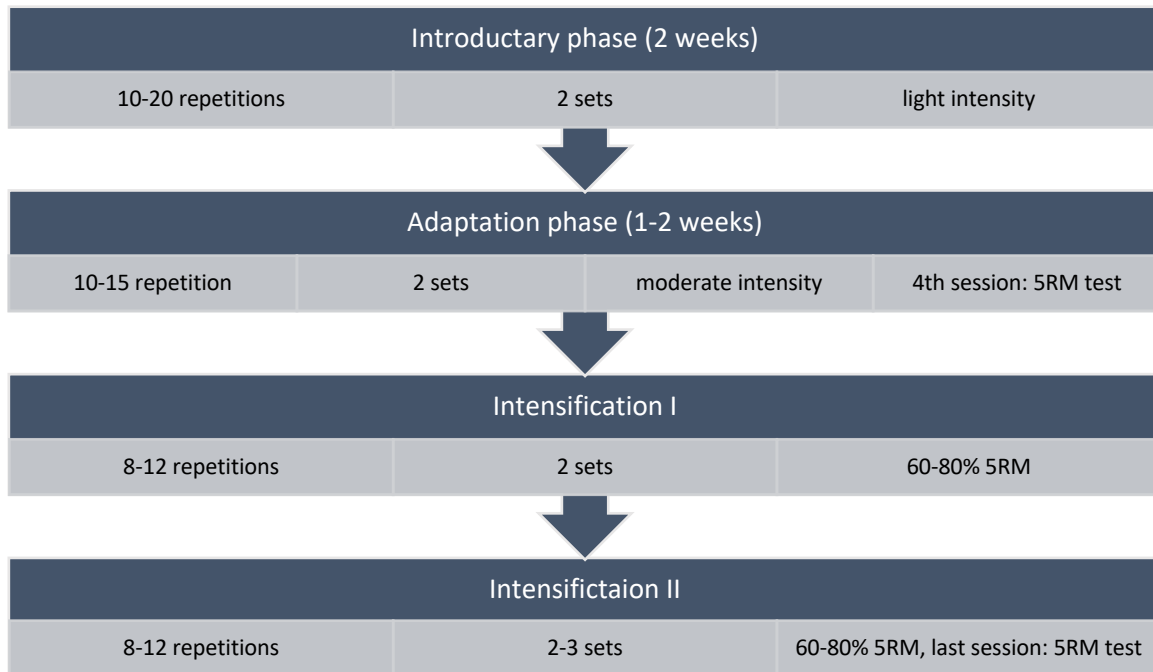 Introductary phase (2 weeks)
10-20 repetitions 2 sets light intensity
Adaptation phase (1-2 weeks)
10-15 repetition 2 sets moderate intensity 4th session: 5RM test
Intensification I
8-12 repetitions 2 sets 60-80% 5RM
Intensifictaion II
8-12 repetitions 2-3 sets 60-80% 5RM, last session: 5RM test